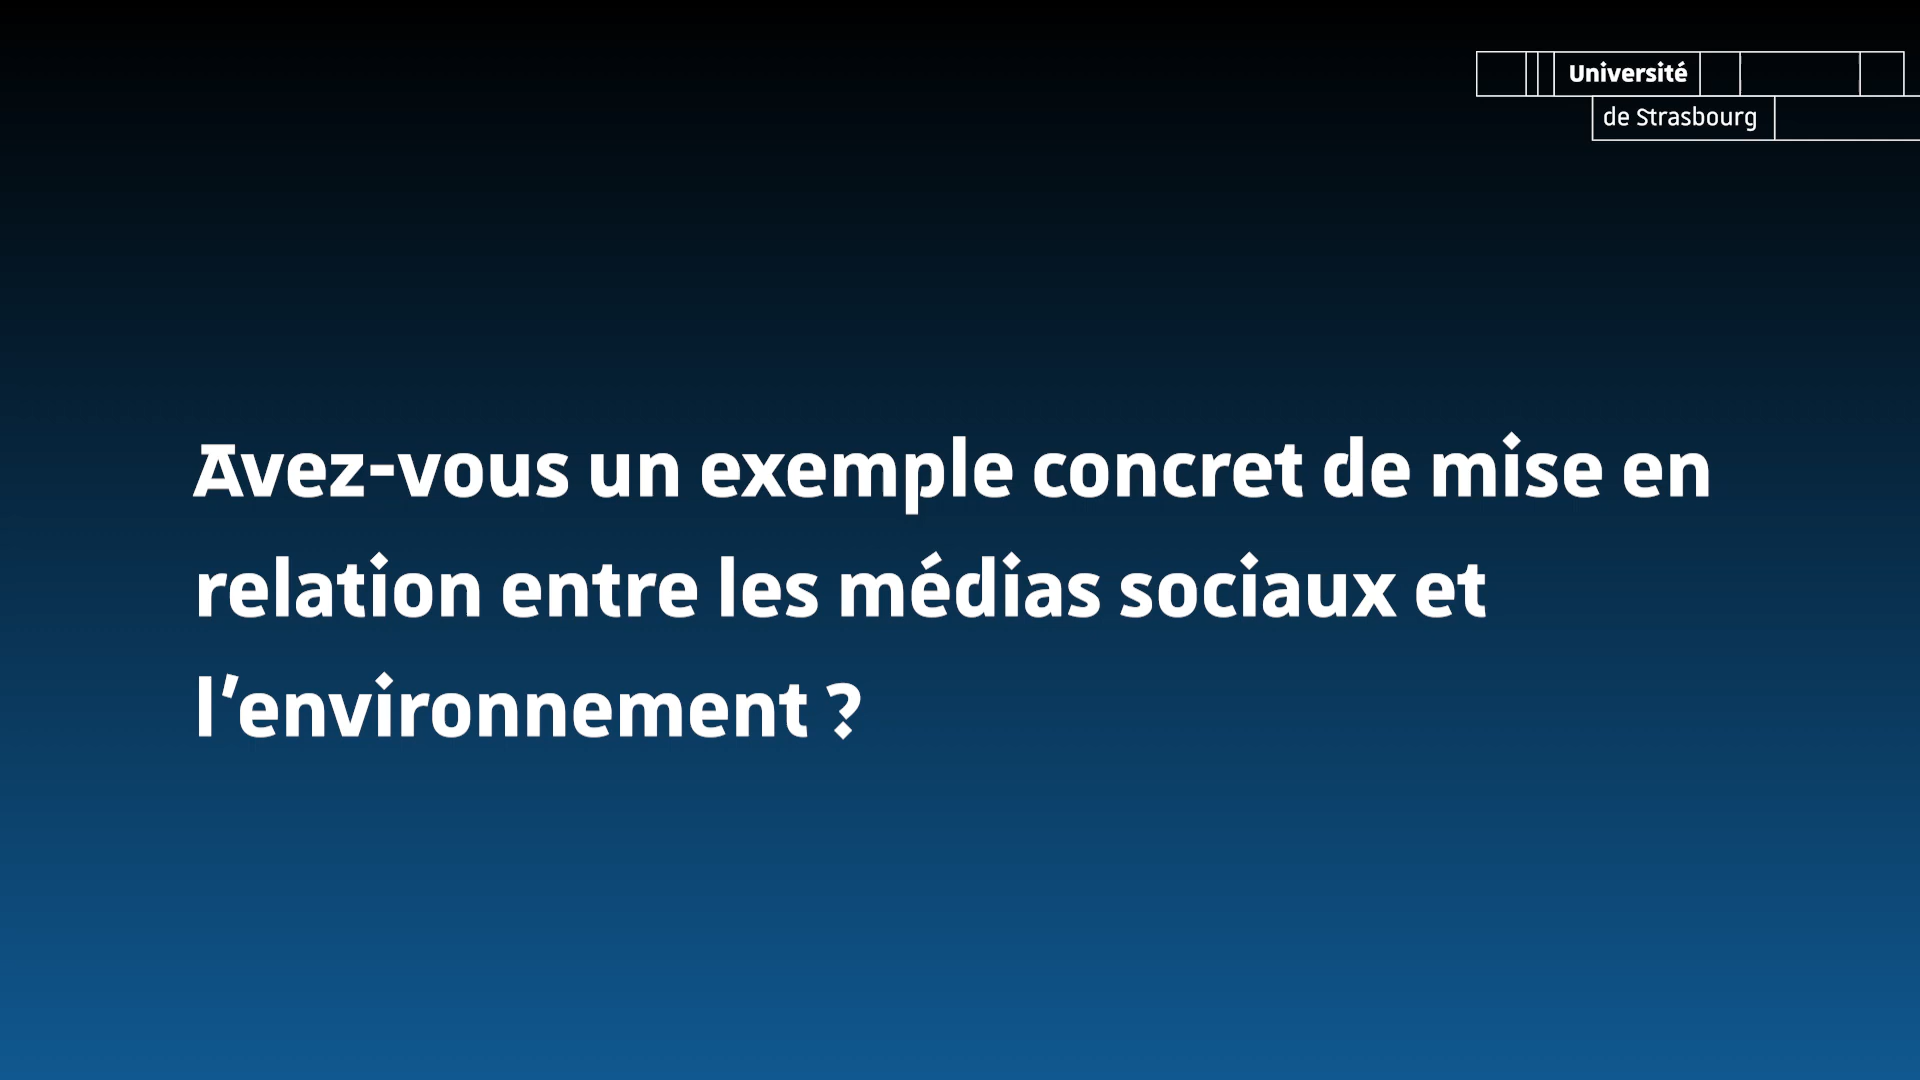 Université
de Strasbourg
Avez-vous un exemple concret de mise en
relation entre les médias sociaux et
l’environnement ?